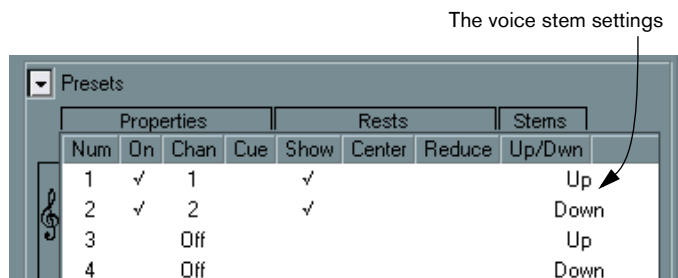 The voice stem settings
Presets
Properties Rests Stems
Num On Chan Cue Show Center Reduce Up/Dwn
1 √ 1 √ Up
2 √ 2 √ Down
3 Off Up
4 Off Down